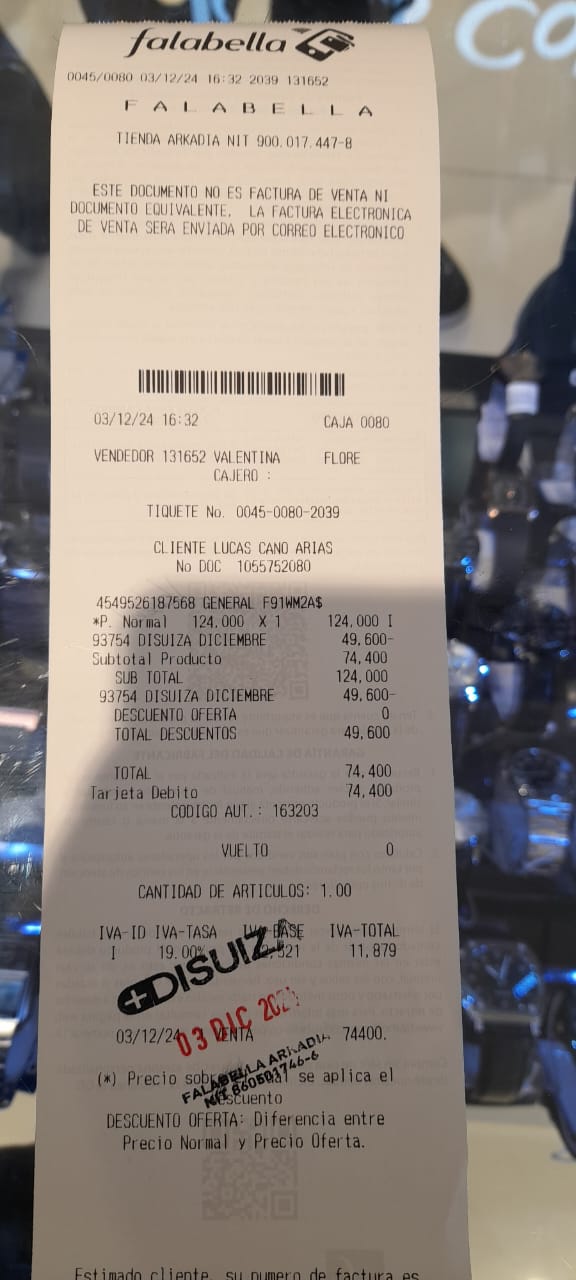 falabella
0045/0080 03/12/24 16:32 2039 131652
F A L A B E L L A
TIENDA ARKADIA NIT 900.017.447-8
ESTE DOCUMENTO NO ES FACTURA DE VENTA NI
DOCUMENTO EQUIVALENTE. LA FACTURA ELECTRONICA
DE VENTA SERA ENVIADA POR CORREO ELECTRONICO
03/12/24 16:32 CAJA 0080
VENDEDOR 131652 VALENTINA FLORE
CAJERO :
TIQUETE No. 0045-0080-2039
CLIENTE LUCAS CANO ARIAS
No DOC 1055752080
4549526187568 GENERAL F91WM2A$
*P. Normal 124,000 X 1 124,000 I
93754 DISUIZA DICIEMBRE 49,600-
Subtotal Producto 74,400
SUB TOTAL 124,000
93754 DISUIZA DICIEMBRE 49,600-
DESCUENTO OFERTA 0
TOTAL DESCUENTOS 49,600
TOTAL 74,400
Tarjeta Debito 74,400
CODIGO AUT.: 163203
VUELTO 0
CANTIDAD DE ARTICULOS: 1.00
IVA-ID IVA-TASA IVA-BASE IVA-TOTAL
I 19.00% 11,879
+DISUIZA
03 DIC
03/12/24 VENTA 74400.
FALABELLA ARKADIA
NIT 860501746-6
(*) Precio se aplica el
descuento
DESCUENTO OFERTA: Diferencia entre
Precio Normal y Precio Oferta.
Estimado cliente, su numero de factura es